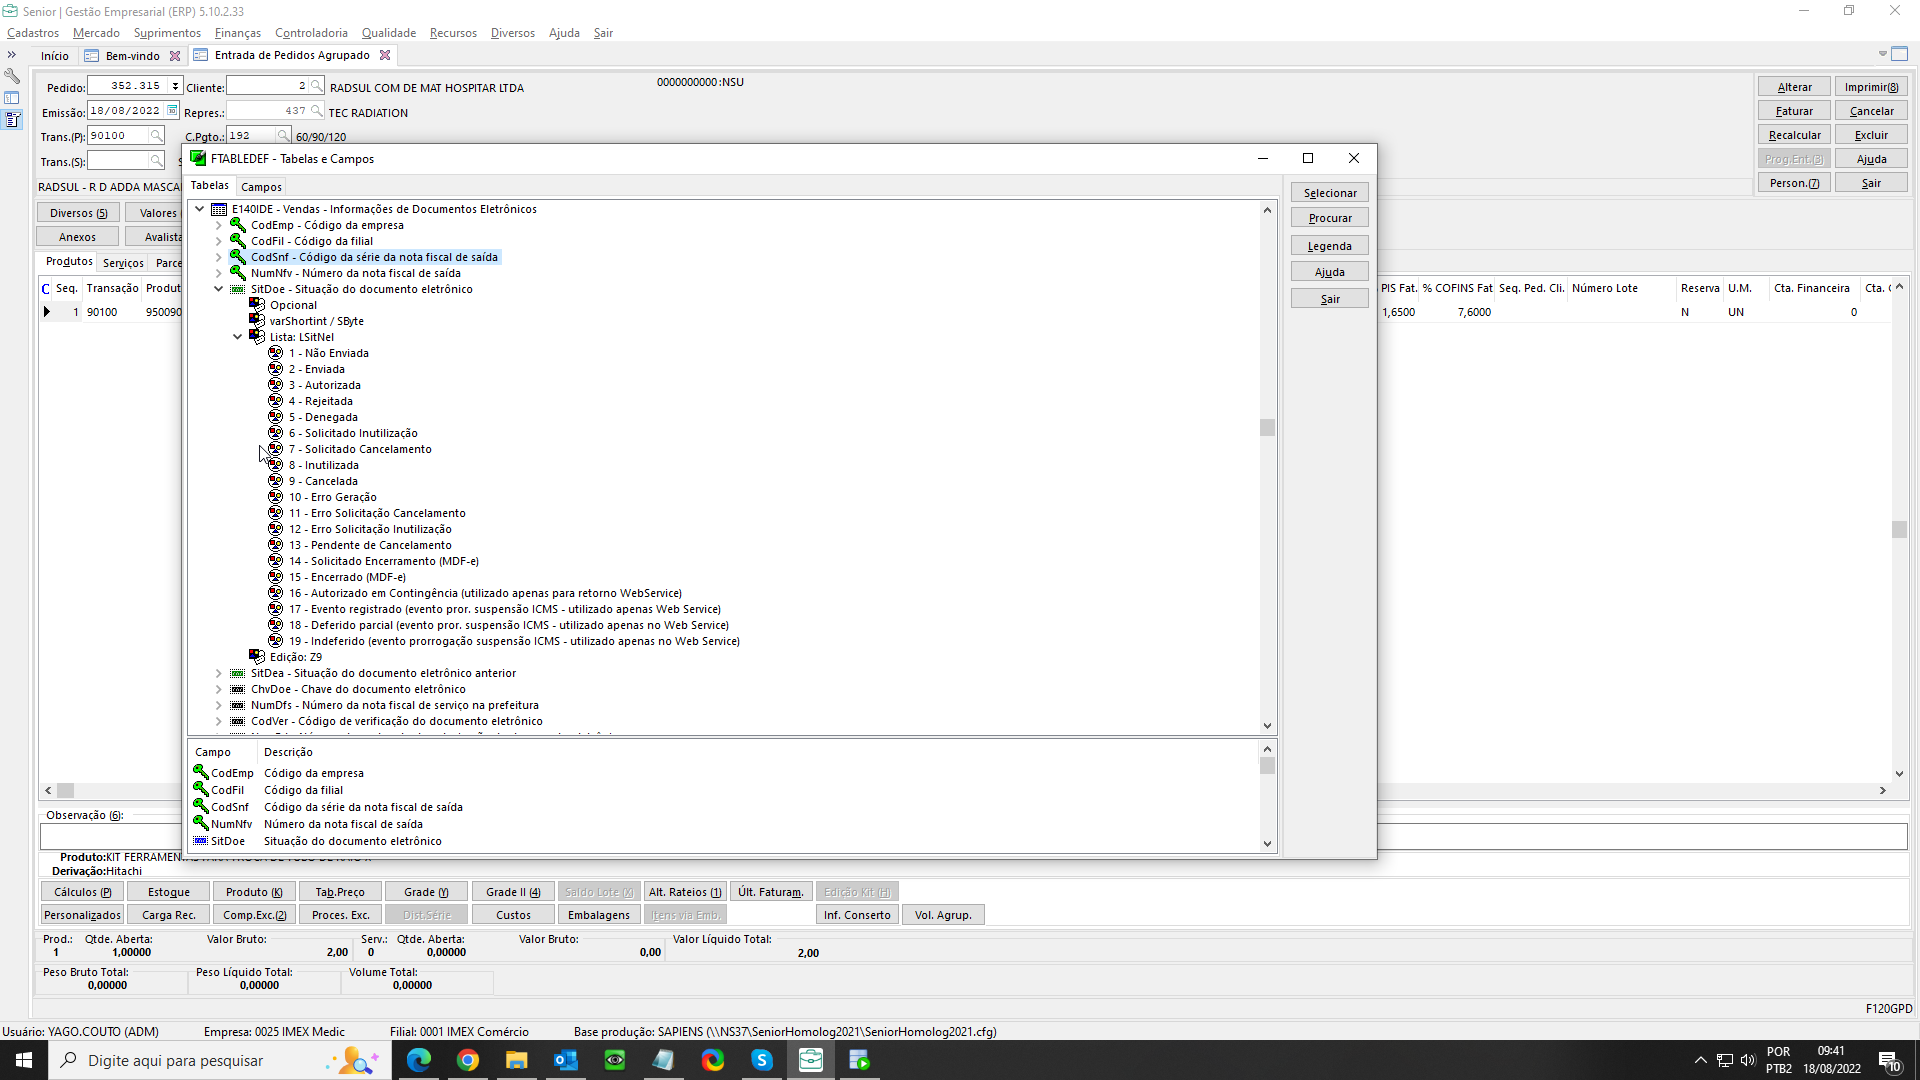 Senior | Gestão Empresarial (ERP) 5.10.2.33
Cadastros Mercado Suprimentos Finanças Controladoria Qualidade Recursos Diversos Ajuda Sair
Início Bem-vindo Entrada de Pedidos Agrupado
Pedido: 352.315 Cliente: 2 RADSUL COM DE MAT HOSPITAR LTDA 0000000000:NSU
Emissão: 18/08/2022 Repres.: 437 TEC RADIATION
Trans.(P): 90100 C.Pgto.: 192 60/90/120
Trans.(S):
RADSUL - R D ADDA MASCA
Alterar Imprimir(8)
Faturar Cancelar
Recalcular Excluir
Prog.Ent.(3) Ajuda
Person.(7) Sair
Diversos (5) Valores
Anexos Avalista
Produtos Serviços Parce
C Seq. Transação Produt
1 90100 950090
PIS Fat. % COFINS Fat Seq. Ped. Cli. Número Lote Reserva U.M. Cta. Financeira Cta.
1,6500 7,6000 N UN 0
FTABLEDEF - Tabelas e Campos
Tabelas Campos
E140IDE - Vendas - Informações de Documentos Eletrônicos
CodEmp - Código da empresa
CodFil - Código da filial
CodSnf - Código da série da nota fiscal de saída
NumNfv - Número da nota fiscal de saída
SitDoe - Situação do documento eletrônico
Opcional
varShortint / SByte
Lista: LSitNel
1 - Não Enviada
2 - Enviada
3 - Autorizada
4 - Rejeitada
5 - Denegada
6 - Solicitado Inutilização
7 - Solicitado Cancelamento
8 - Inutilizada
9 - Cancelada
10 - Erro Geração
11 - Erro Solicitação Cancelamento
12 - Erro Solicitação Inutilização
13 - Pendente de Cancelamento
14 - Solicitado Encerramento (MDF-e)
15 - Encerrado (MDF-e)
16 - Autorizado em Contingência (utilizado apenas para retorno WebService)
17 - Evento registrado (evento pror. suspensão ICMS - utilizado apenas Web Service)
18 - Deferido parcial (evento pror. suspensão ICMS - utilizado apenas no Web Service)
19 - Indeferido (evento prorrogação suspensão ICMS - utilizado apenas no Web Service)
Edição: Z9
SitDea - Situação do documento eletrônico anterior
ChvDoe - Chave do documento eletrônico
NumDfs - Número da nota fiscal de serviço na prefeitura
CodVer - Código de verificação do documento eletrônico
Selecionar
Procurar
Legenda
Ajuda
Sair
Campo Descrição
CodEmp Código da empresa
CodFil Código da filial
CodSnf Código da série da nota fiscal de saída
NumNfv Número da nota fiscal de saída
SitDoe Situação do documento eletrônico
Observação (6):
Produto:KIT FERRAMENTAS PARA TROCA DE TUBO DE RAIO X
Derivação:Hitachi
Cálculos (P) Estoque Produto (K) Tab.Preço Grade (Y) Grade II (4) Saldo Lote (X) Alt. Rateios (1) Últ. Faturam. Edição Kit (H)
Personalizados Carga Rec. Comp.Exc.(2) Proces. Exc. Dist.Série Custos Embalagens Itens via Emb. Inf. Conserto Vol. Agrup.
Prod.: Qtde. Aberta: Valor Bruto: Serv.: Qtde. Aberta: Valor Bruto: Valor Líquido Total:
1 1,00000 2,00 0 0,00000 0,00 2,00
Peso Bruto Total: Peso Líquido Total: Volume Total:
0,00000 0,00000 0,00000
F120GPD
Usuário: YAGO.COUTO (ADM) Empresa: 0025 IMEX Medic Filial: 0001 IMEX Comércio Base produção: SAPIENS (\\NS37\SeniorHomolog2021\SeniorHomolog2021.cfg)
Digite aqui para pesquisar
POR 09:41
PTB2 18/08/2022 10